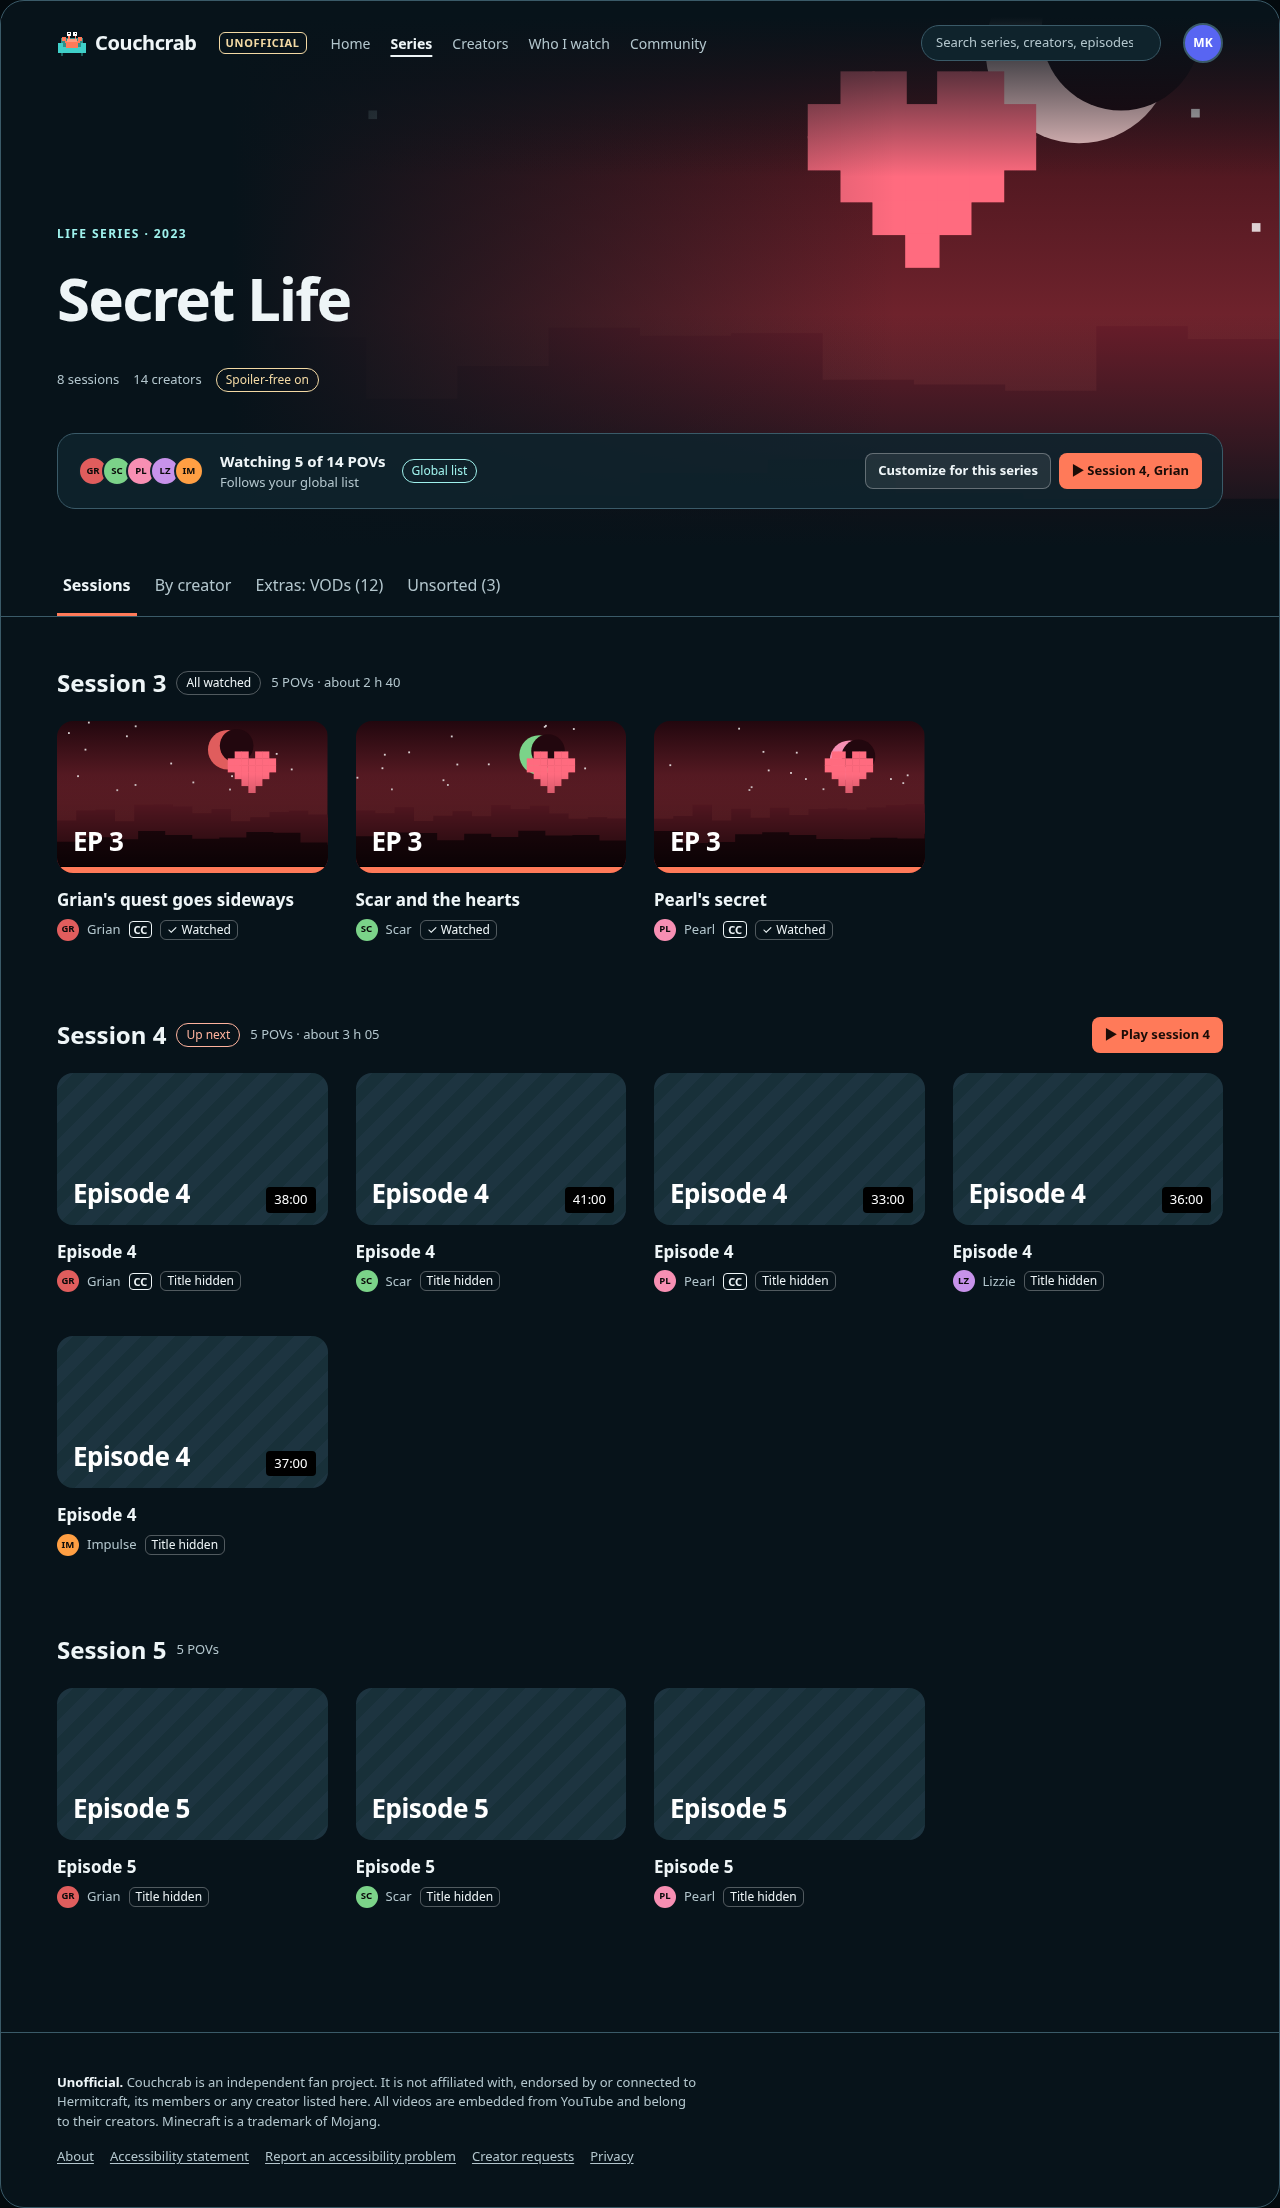 Couchcrab UNOFFICIAL Home Series Creators Who I watch Community Search series, creators, episodes MK
LIFE SERIES · 2023
Secret Life
8 sessions 14 creators Spoiler-free on
GR SC PL LZ IM Watching 5 of 14 POVs Global list Customize for this series ▶ Session 4, Grian
Follows your global list
Sessions By creator Extras: VODs (12) Unsorted (3)
Session 3 All watched 5 POVs · about 2 h 40
EP 3 EP 3 EP 3
Grian's quest goes sideways Scar and the hearts Pearl's secret
GR Grian CC ✓ Watched SC Scar ✓ Watched PL Pearl CC ✓ Watched
Session 4 Up next 5 POVs · about 3 h 05 ▶ Play session 4
Episode 4 38:00 Episode 4 41:00 Episode 4 33:00 Episode 4 36:00
Episode 4 Episode 4 Episode 4 Episode 4
GR Grian CC Title hidden SC Scar Title hidden PL Pearl CC Title hidden LZ Lizzie Title hidden
Episode 4 37:00
Episode 4
IM Impulse Title hidden
Session 5 5 POVs
Episode 5 Episode 5 Episode 5
Episode 5 Episode 5 Episode 5
GR Grian Title hidden SC Scar Title hidden PL Pearl Title hidden
Unofficial. Couchcrab is an independent fan project. It is not affiliated with, endorsed by or connected to
Hermitcraft, its members or any creator listed here. All videos are embedded from YouTube and belong
to their creators. Minecraft is a trademark of Mojang.
About Accessibility statement Report an accessibility problem Creator requests Privacy